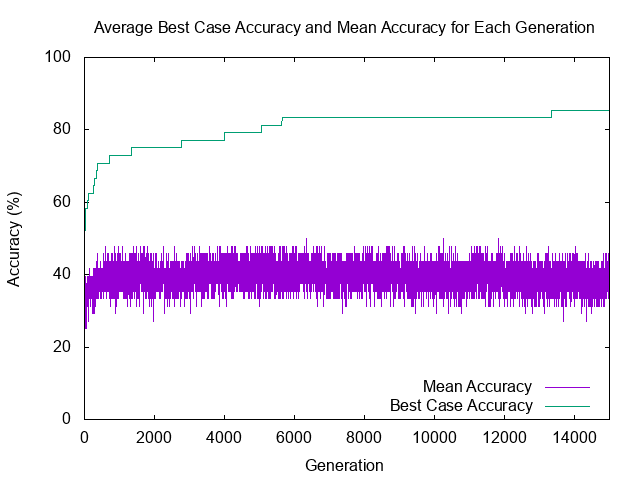 Average Best Case Accuracy and Mean Accuracy for Each Generation
100
80
60
40
20
0
Accuracy (%)
Mean Accuracy
Best Case Accuracy
0 2000 4000 6000 8000 10000 12000 14000
Generation